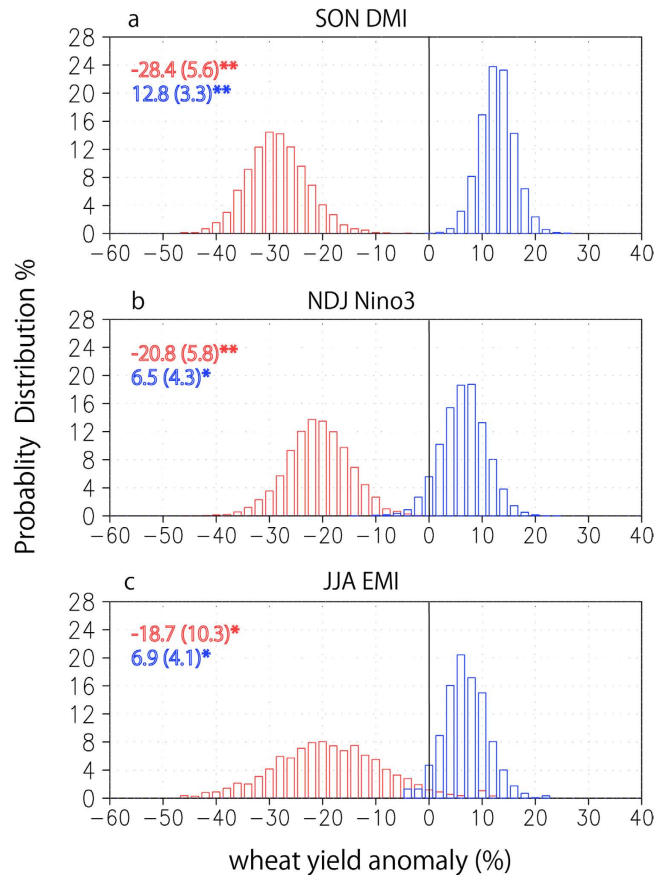 a
SON DMI
28
24
20
16
12
8
4
0
-28.4 (5.6)**
12.8 (3.3)**
−60 −50 −40 −30 −20 −10 0 10 20 30 40
b
NDJ Nino3
28
24
20
16
12
8
4
0
-20.8 (5.8)**
6.5 (4.3)*
−60 −50 −40 −30 −20 −10 0 10 20 30 40
c
JJA EMI
28
24
20
16
12
8
4
0
-18.7 (10.3)*
6.9 (4.1)*
−60 −50 −40 −30 −20 −10 0 10 20 30 40
Probablity Distribution %
wheat yield anomaly (%)